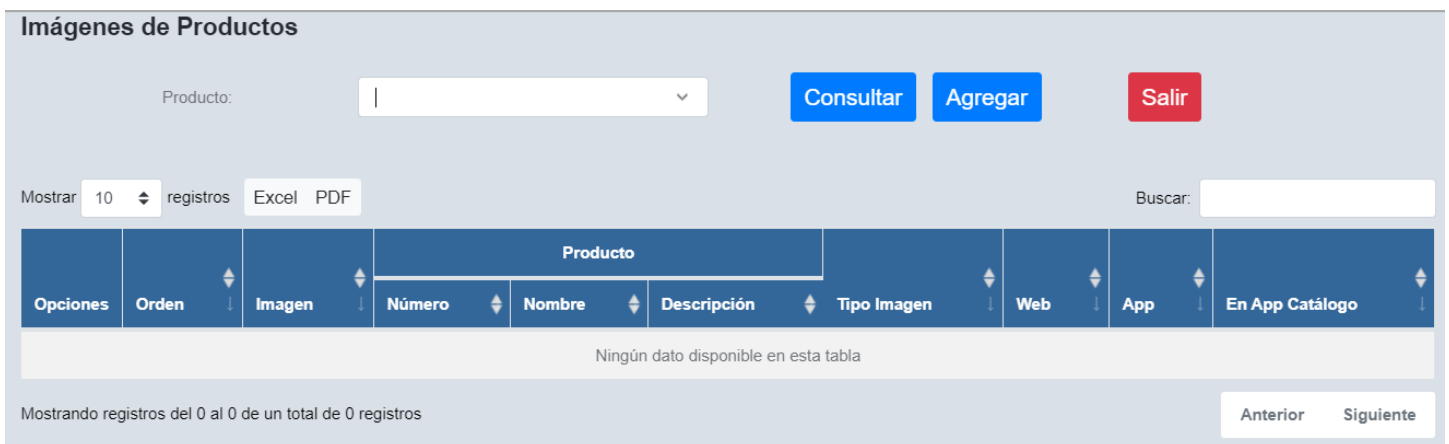 Imágenes de Productos
Producto: Consultar Agregar Salir
Mostrar 10 registros Excel PDF Buscar:
Producto
Opciones Orden Imagen Número Nombre Descripción Tipo Imagen Web App En App Catálogo
Ningún dato disponible en esta tabla
Mostrando registros del 0 al 0 de un total de 0 registros Anterior Siguiente